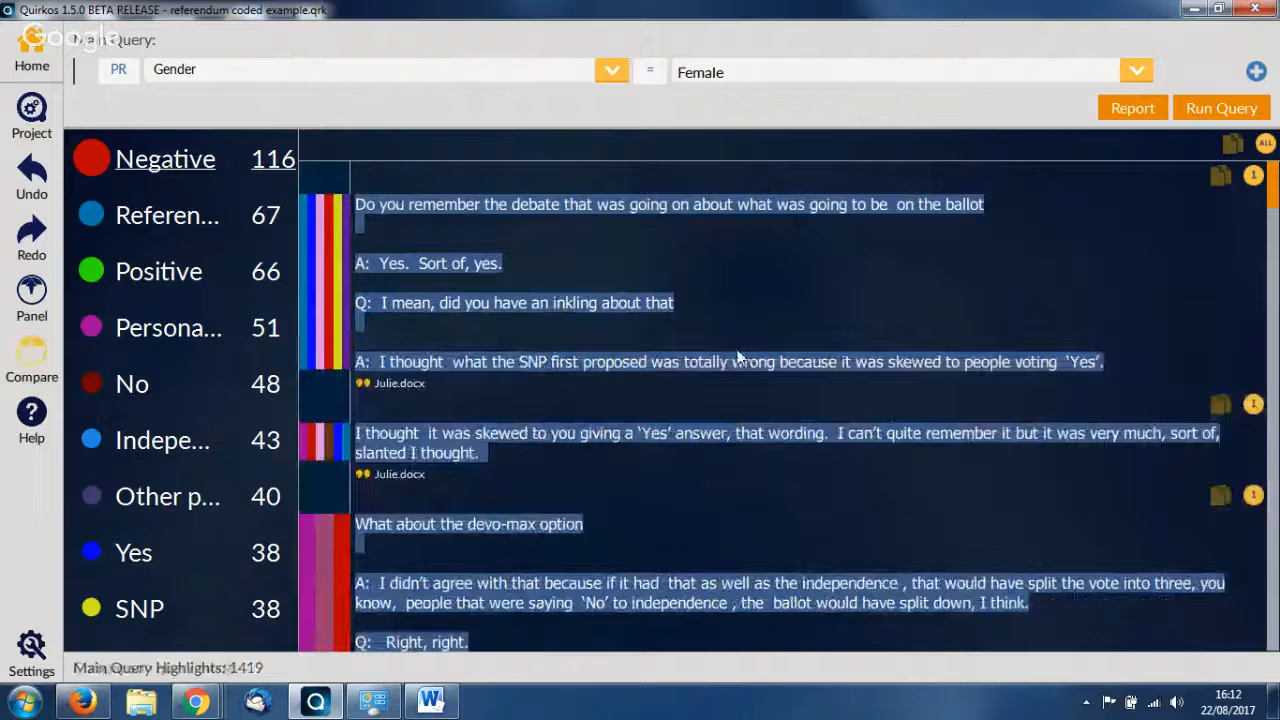 Quirkos 1.5.0 BETA RELEASE - referendum coded example.qrk
Google
Main Query:
Home
PR
Gender
=
Female
Report
Run Query
Project
ALL
Negative 116
1
Undo
Do you remember the debate that was going on about what was going to be on the ballot
Referen... 67
Redo
A: Yes. Sort of, yes.
Positive 66
Q: I mean, did you have an inkling about that
Panel
Persona... 51
A: I thought what the SNP first proposed was totally wrong because it was skewed to people voting ‘Yes’.
Compare
No 48
Julie.docx
1
Help
Indepe... 43
I thought it was skewed to you giving a ‘Yes’ answer, that wording. I can’t quite remember it but it was very much, sort of,
slanted I thought.
Julie.docx
Other p... 40
1
What about the devo-max option
Yes 38
A: I didn’t agree with that because if it had that as well as the independence , that would have split the vote into three, you
know, people that were saying ‘No’ to independence , the ballot would have split down, I think.
SNP 38
Q: Right, right.
Settings
Main Query Highlights: 1419
16:12
22/08/2017